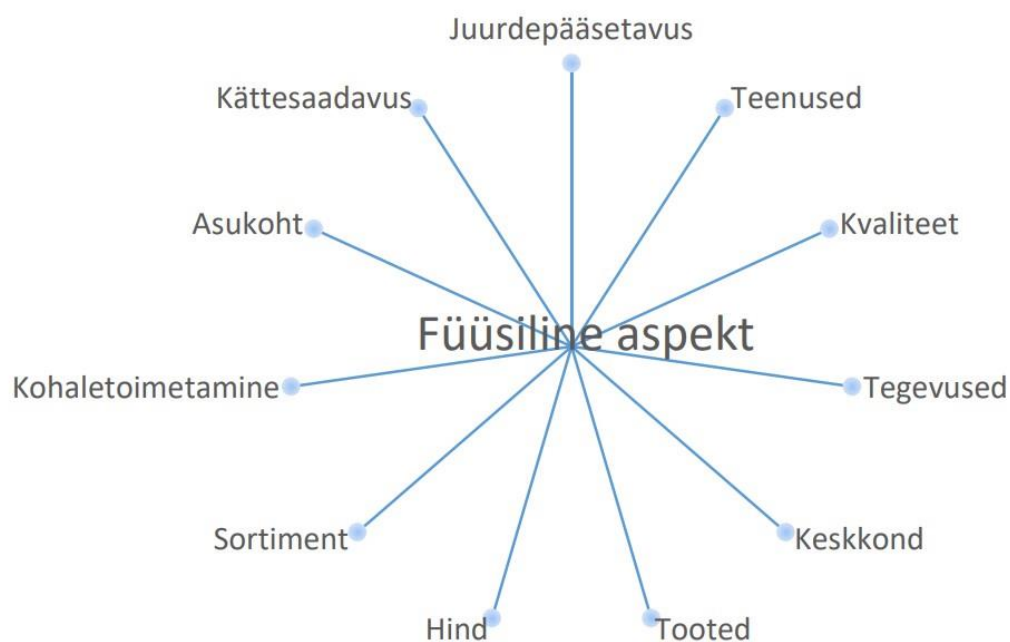 Juurdepääsetavus
Kättesaadavus
Teenused
Asukoht
Kvaliteet
Füüsiline aspekt
Kohaletoimetamine
Tegevused
Sortiment
Keskkond
Hind
Tooted